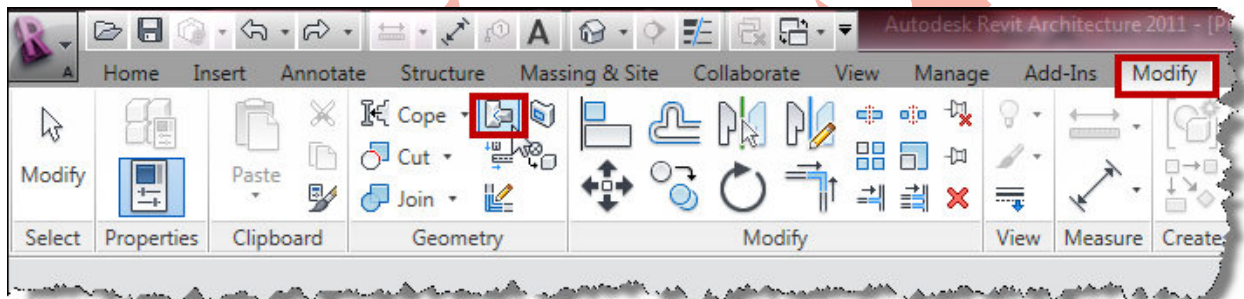 Autodesk Revit Architecture 2011 - [P
Home Insert Annotate Structure Massing & Site Collaborate View Manage Add-Ins Modify
Modify
Paste
Cope
Cut
Join
Select Properties Clipboard Geometry Modify View Measure Create